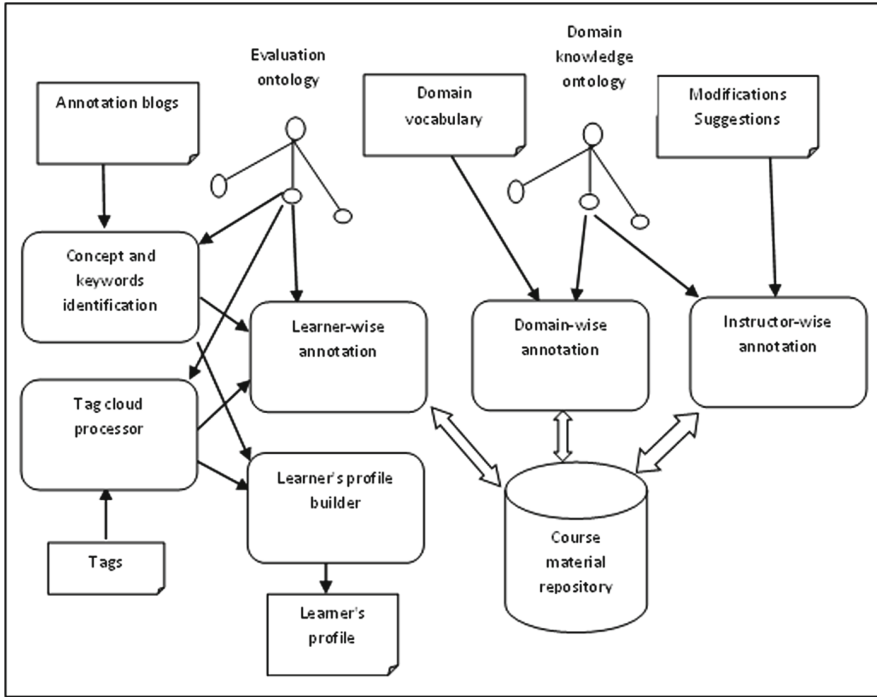 Evaluation
ontology
Domain
knowledge
ontology
Annotation blogs
Domain
vocabulary
Modifications
Suggestions
Concept and
keywords
identification
Learner-wise
annotation
Domain-wise
annotation
Instructor-wise
annotation
Tag cloud
processor
Learner's profile
builder
Course
material
repository
Tags
Learner's
profile